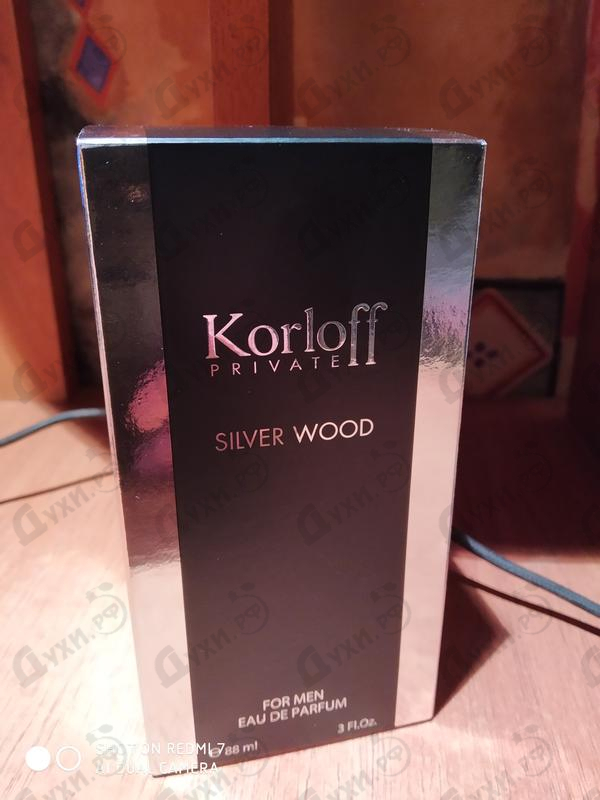 Korloff
PRIVATE
SILVER WOOD
FOR MEN
EAU DE PARFUM
3 Fl.Oz.
℮ 88 ml
SHOT ON REDMI 7
AI DUAL CAMERA
Духи.рф